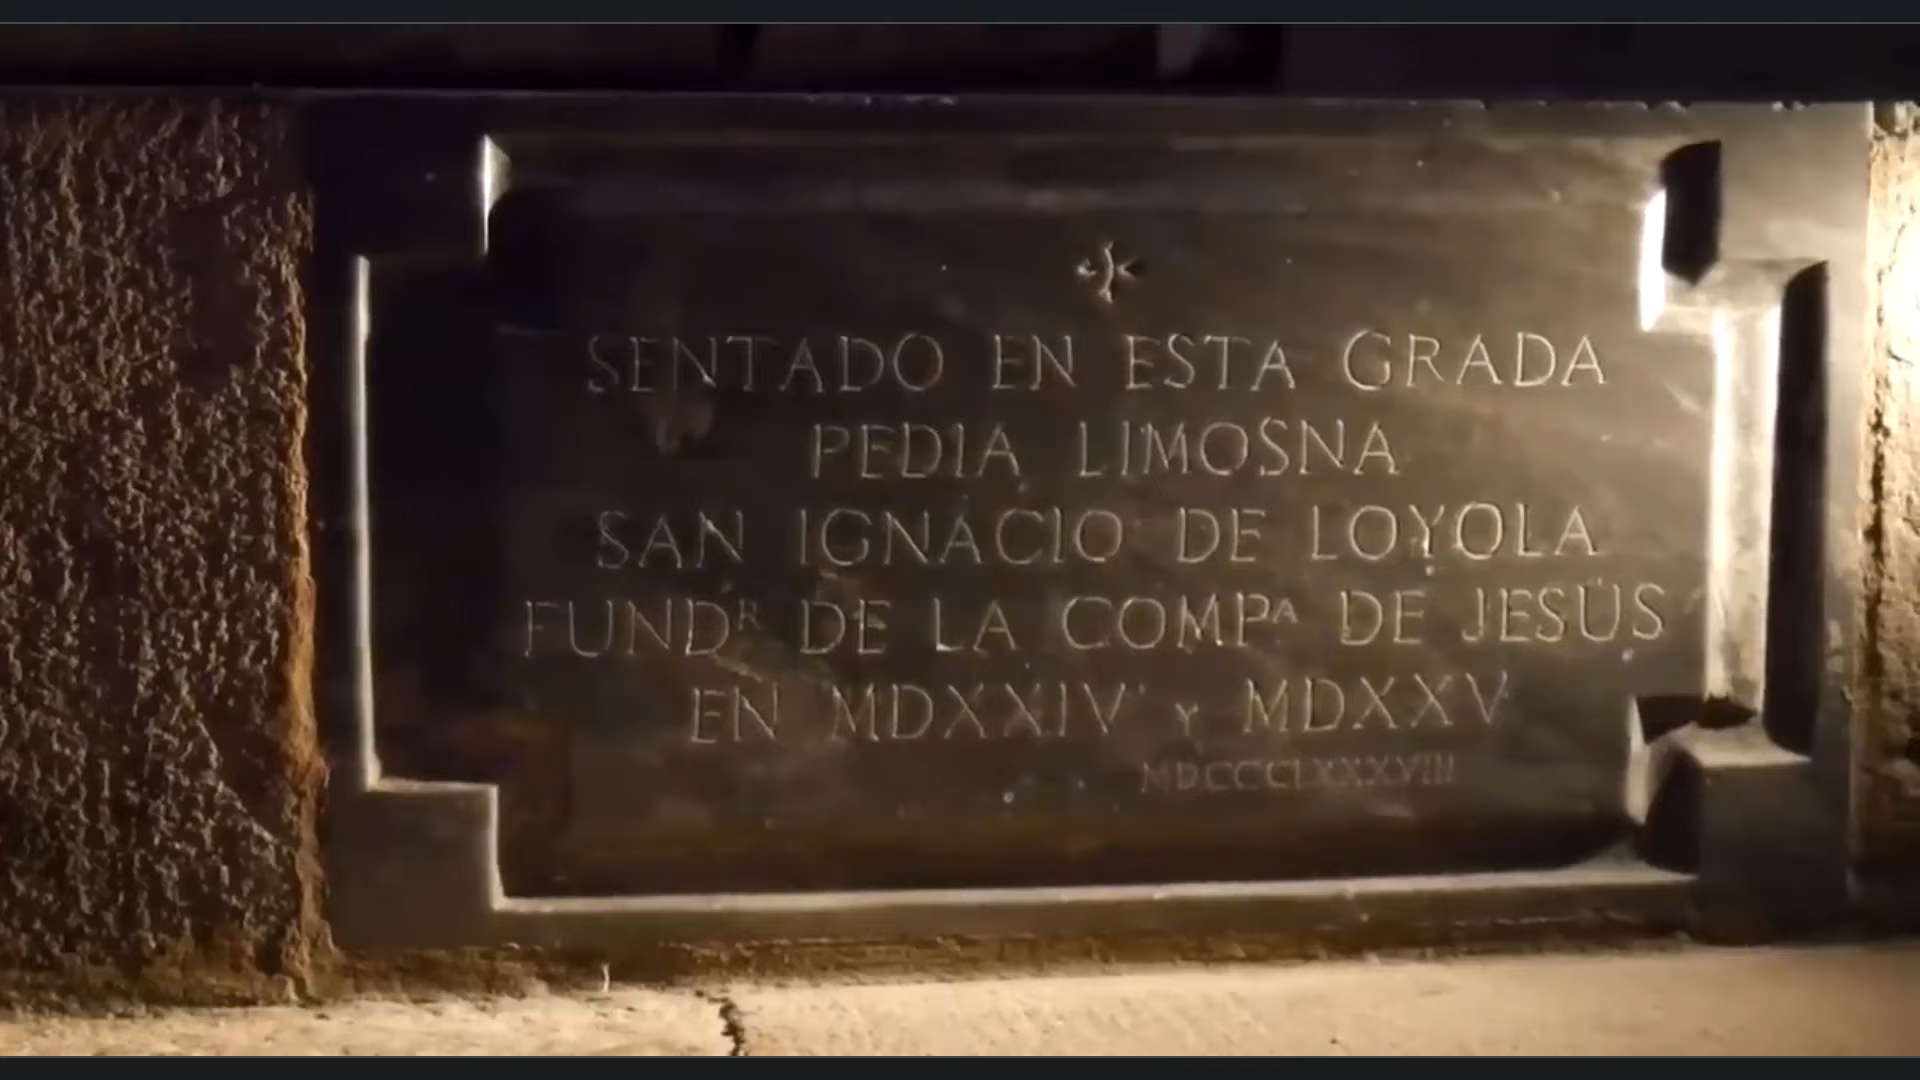 SENTADO EN ESTA GRADA
PEDIA LIMOSNA
SAN IGNACIO DE LOYOLA
FUNDᴿ DE LA COMPᴬ DE JESÚS
EN MDXXIV Y MDXXV
MDCCCCLXXXVIII